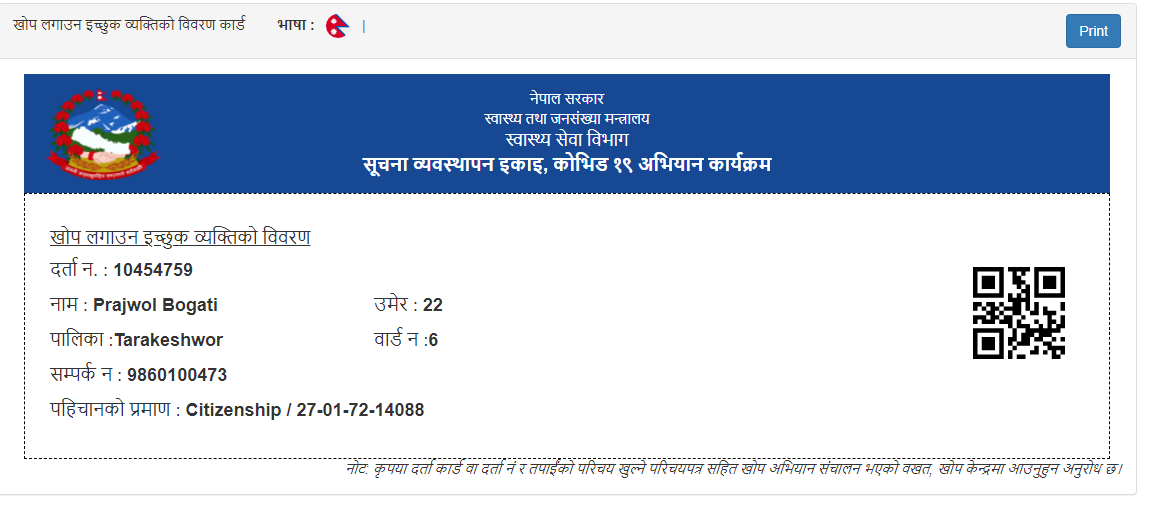 खोप लगाउन इच्छुक व्यक्तिको विवरण कार्ड भाषा : | Print
नेपाल सरकार
स्वास्थ्य तथा जनसंख्या मन्त्रालय
स्वास्थ्य सेवा विभाग
सूचना व्यवस्थापन इकाइ, कोभिड १९ अभियान कार्यक्रम
खोप लगाउन इच्छुक व्यक्तिको विवरण
दर्ता न. : 10454759
नाम : Prajwol Bogati उमेर : 22
पालिका :Tarakeshwor वार्ड न :6
सम्पर्क न : 9860100473
पहिचानको प्रमाण : Citizenship / 27-01-72-14088
नोट: कृपया दर्ता कार्ड वा दर्ता नं र तपाईंको परिचय खुल्ने परिचयपत्र सहित खोप अभियान संचालन भएको वखत, खोप केन्द्रमा आउनुहुन अनुरोध छ।